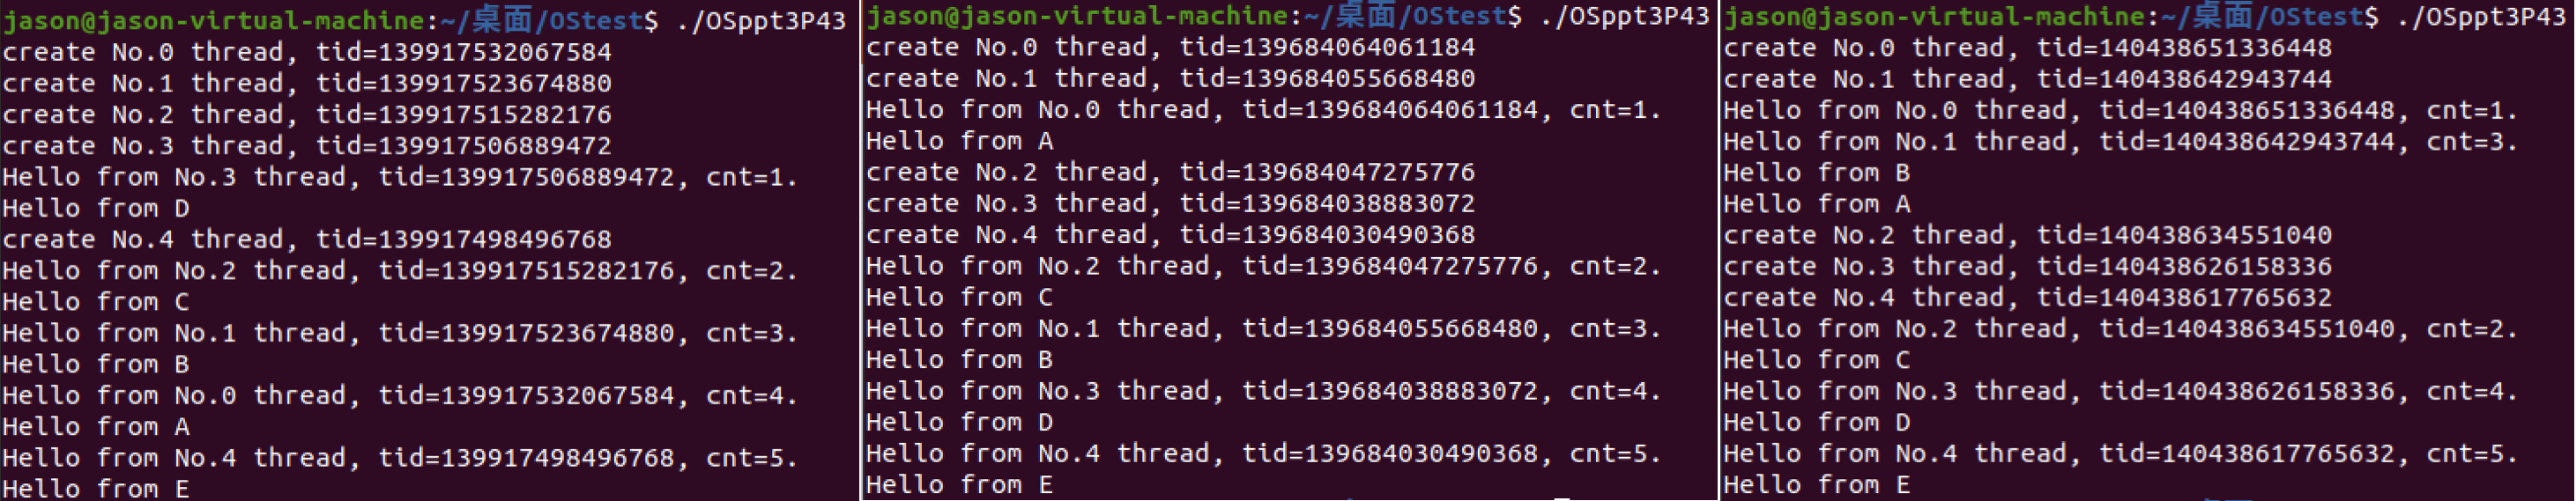 jason@jason-virtual-machine:~/桌面/OStest$ ./OSppt3P43
create No.0 thread, tid=139917532067584
create No.1 thread, tid=139917523674880
create No.2 thread, tid=139917515282176
create No.3 thread, tid=139917506889472
Hello from No.3 thread, tid=139917506889472, cnt=1.
Hello from D
create No.4 thread, tid=139917498496768
Hello from No.2 thread, tid=139917515282176, cnt=2.
Hello from C
Hello from No.1 thread, tid=139917523674880, cnt=3.
Hello from B
Hello from No.0 thread, tid=139917532067584, cnt=4.
Hello from A
Hello from No.4 thread, tid=139917498496768, cnt=5.
Hello from E
jason@jason-virtual-machine:~/桌面/OStest$ ./OSppt3P43
create No.0 thread, tid=139684064061184
create No.1 thread, tid=139684055668480
Hello from No.0 thread, tid=139684064061184, cnt=1.
Hello from A
create No.2 thread, tid=139684047275776
create No.3 thread, tid=139684038883072
create No.4 thread, tid=139684030490368
Hello from No.2 thread, tid=139684047275776, cnt=2.
Hello from C
Hello from No.1 thread, tid=139684055668480, cnt=3.
Hello from B
Hello from No.3 thread, tid=139684038883072, cnt=4.
Hello from D
Hello from No.4 thread, tid=139684030490368, cnt=5.
Hello from E
jason@jason-virtual-machine:~/桌面/OStest$ ./OSppt3P43
create No.0 thread, tid=140438651336448
create No.1 thread, tid=140438642943744
Hello from No.0 thread, tid=140438651336448, cnt=1.
Hello from No.1 thread, tid=140438642943744, cnt=3.
Hello from B
Hello from A
create No.2 thread, tid=140438634551040
create No.3 thread, tid=140438626158336
create No.4 thread, tid=140438617765632
Hello from No.2 thread, tid=140438634551040, cnt=2.
Hello from C
Hello from No.3 thread, tid=140438626158336, cnt=4.
Hello from D
Hello from No.4 thread, tid=140438617765632, cnt=5.
Hello from E